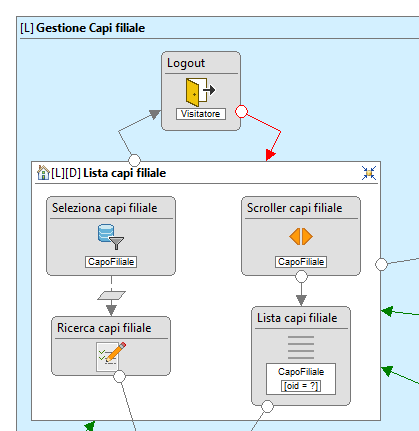 [L] Gestione Capi filiale
Logout
Visitatore
[L][D] Lista capi filiale
Seleziona capi filiale
CapoFiliale
Scroller capi filiale
CapoFiliale
Ricerca capi filiale
Lista capi filiale
CapoFiliale
[oid = ?]